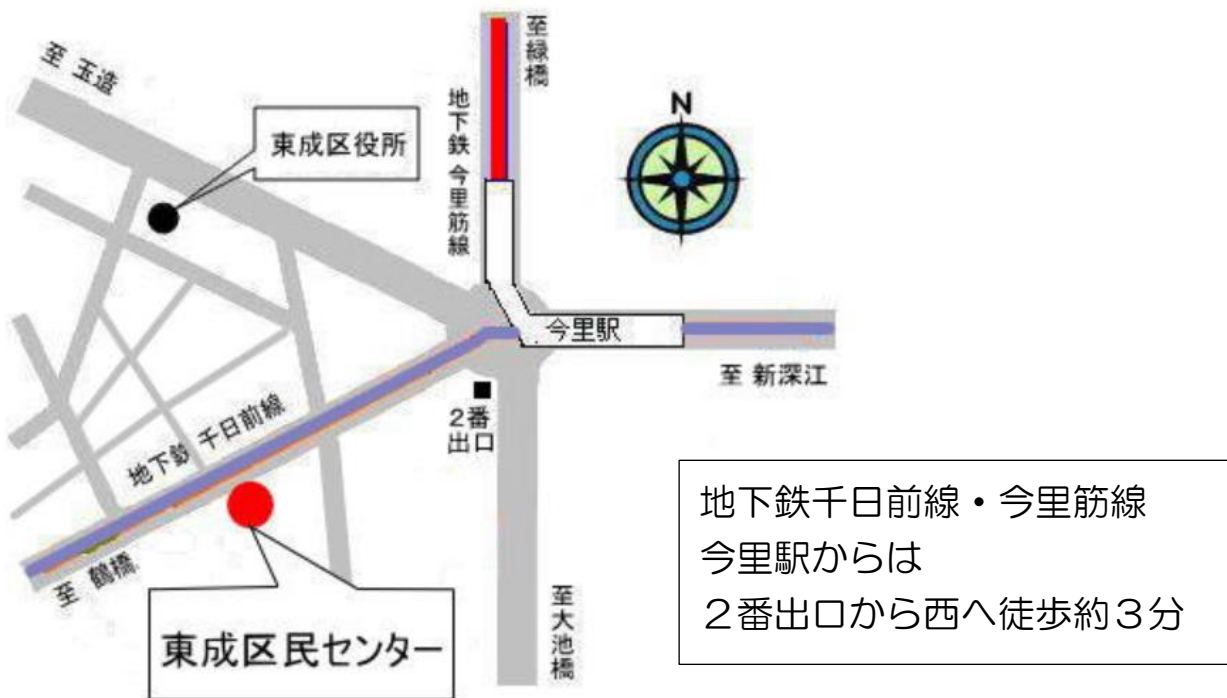 至 玉造
東成区役所
至緑橋
地下鉄 今里筋線
N
今里駅
至 新深江
2番
出口
地下鉄 千日前線
至 鶴橋
東成区民センター
至大池橋
地下鉄千日前線・今里筋線
今里駅からは
２番出口から西へ徒歩約３分